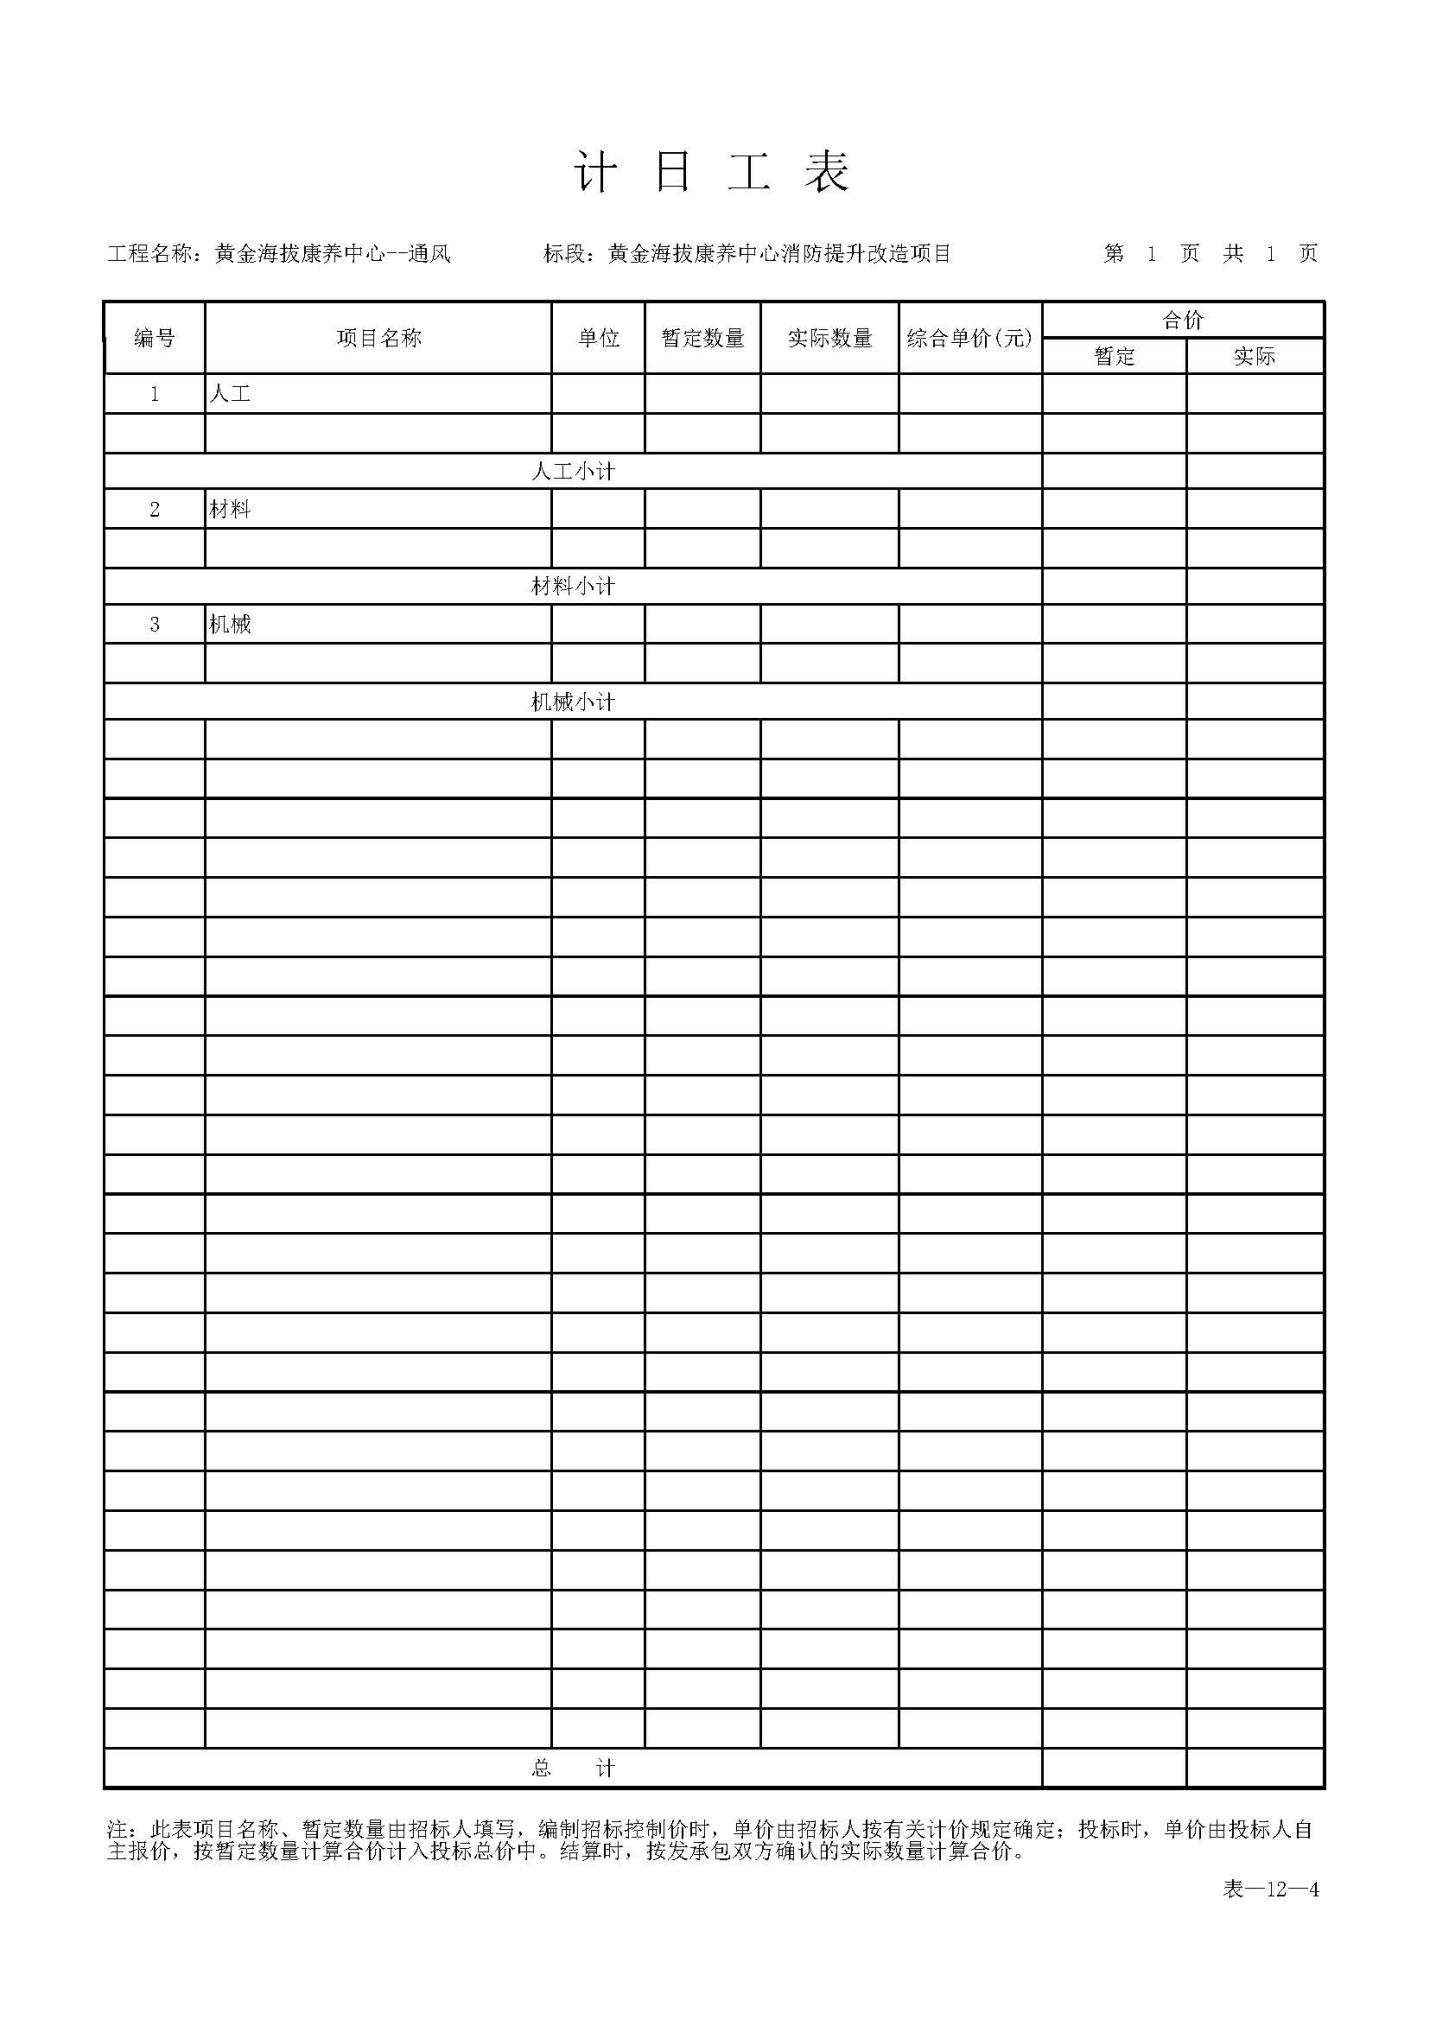 计 日 工 表
工程名称：黄金海拔康养中心--通风 标段：黄金海拔康养中心消防提升改造项目 第 1 页 共 1 页
编号 项目名称 单位 暂定数量 实际数量 综合单价(元) 合价
暂定 实际
1 人工
人工小计
2 材料
材料小计
3 机械
机械小计
总 计
注：此表项目名称、暂定数量由招标人填写，编制招标控制价时，单价由招标人按有关计价规定确定；投标时，单价由投标人自
主报价，按暂定数量计算合价计入投标总价中。结算时，按发承包双方确认的实际数量计算合价。
表—12—4